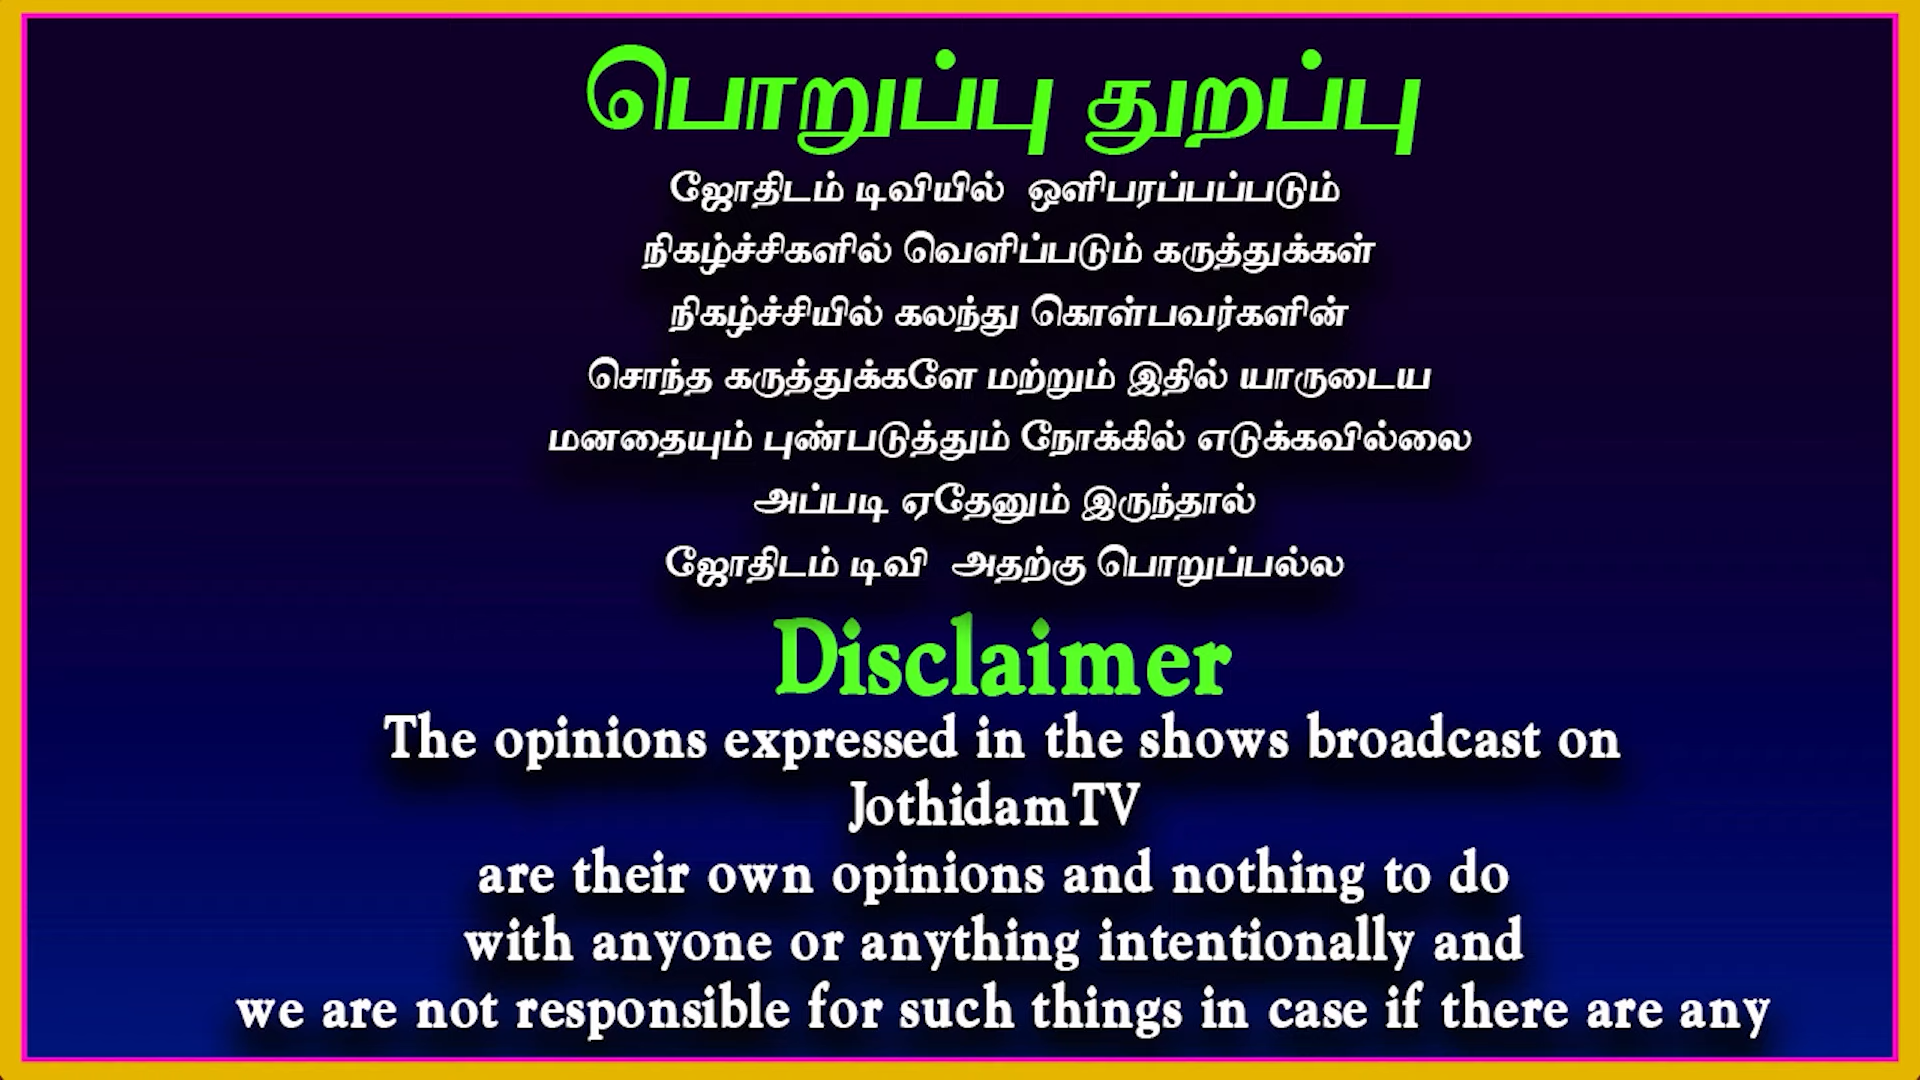 பொறுப்பு துறப்பு
ஜோதிடம் டிவியில் ஒளிபரப்பப்படும்
நிகழ்ச்சிகளில் வெளிப்படும் கருத்துக்கள்
நிகழ்ச்சியில் கலந்து கொள்பவர்களின்
சொந்த கருத்துக்களே மற்றும் இதில் யாருடைய
மனதையும் புண்படுத்தும் நோக்கில் எடுக்கவில்லை
அப்படி ஏதேனும் இருந்தால்
ஜோதிடம் டிவி அதற்கு பொறுப்பல்ல
Disclaimer
The opinions expressed in the shows broadcast on
JothidamTV
are their own opinions and nothing to do
with anyone or anything intentionally and
we are not responsible for such things in case if there are any